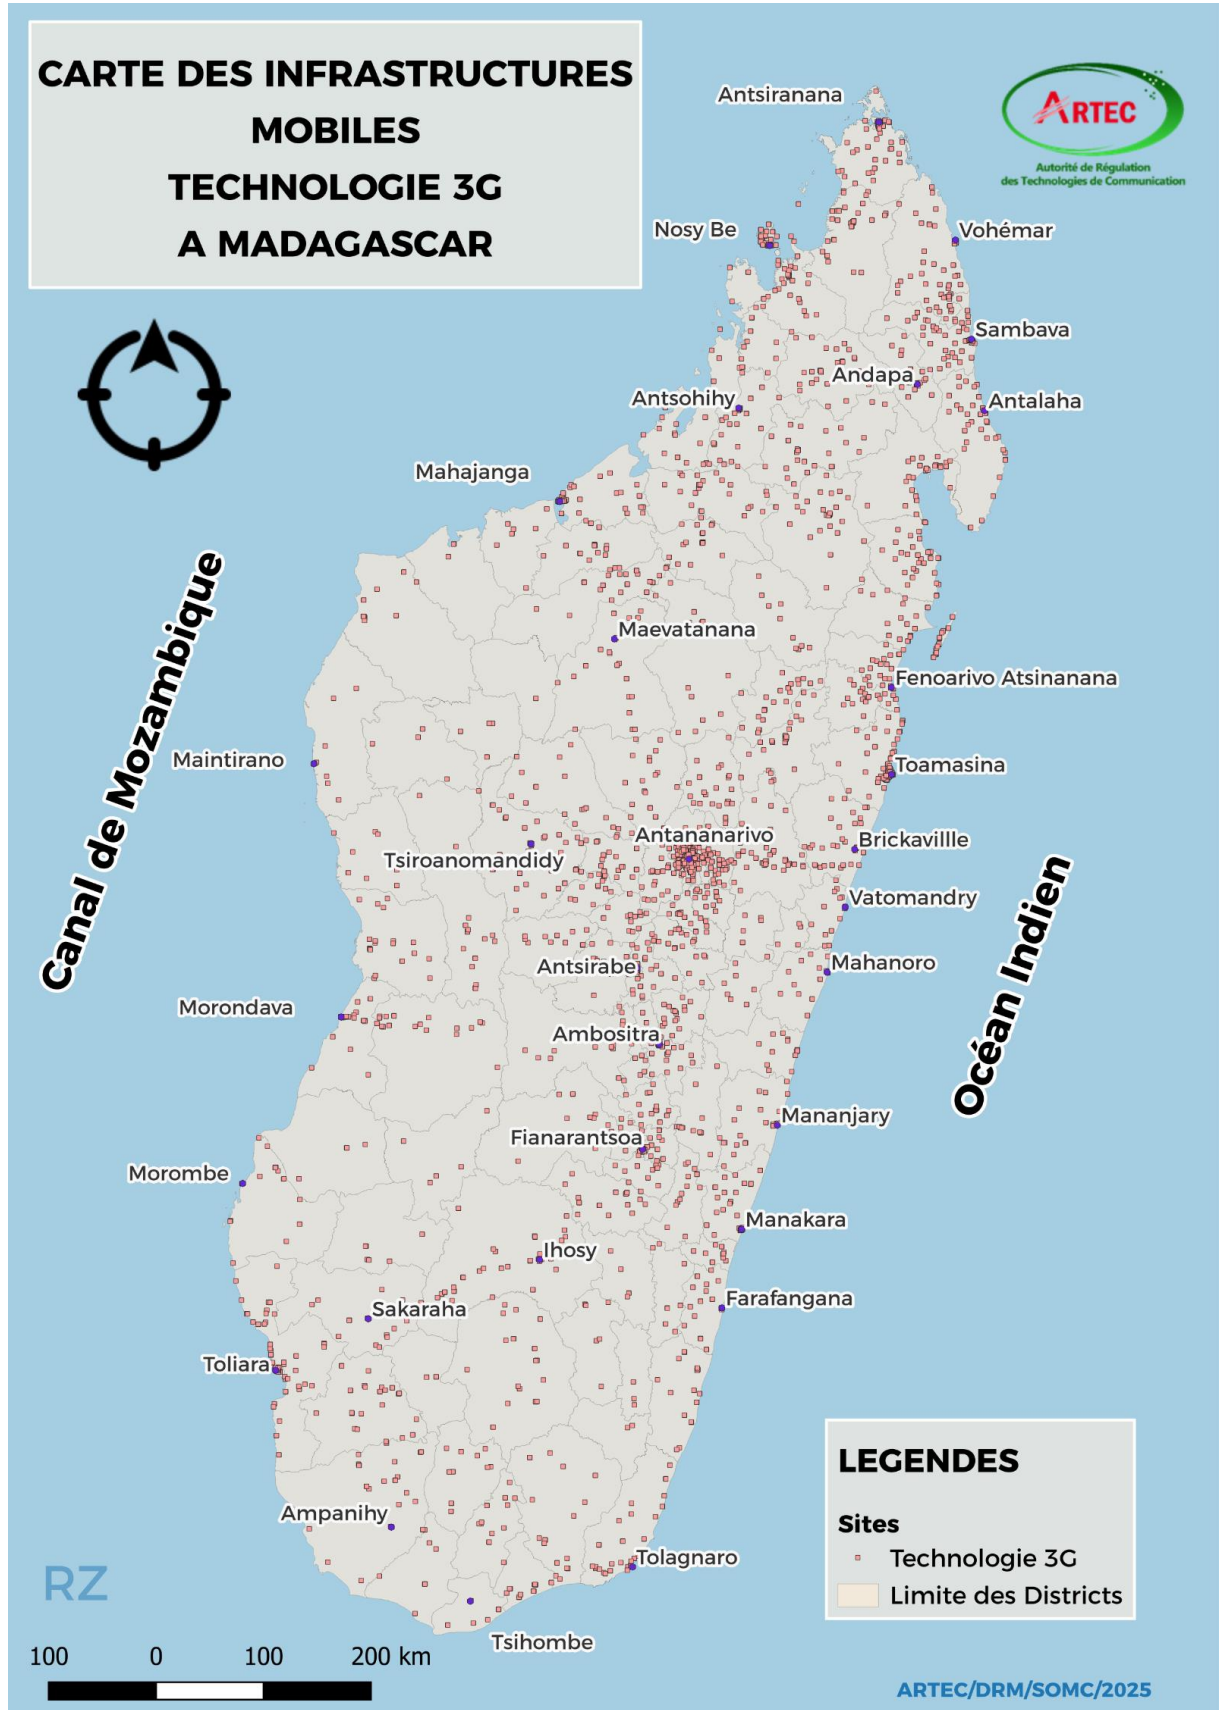 CARTE DES INFRASTRUCTURES
MOBILES
TECHNOLOGIE 3G
A MADAGASCAR
ARTEC
Autorité de Régulation
des Technologies de Communication
Antsiranana
Nosy Be
Vohémar
Sambava
Andapa
Antsohihy
Antalaha
Mahajanga
Canal de Mozambique
Maevatanana
Fenoarivo Atsinanana
Maintirano
Toamasina
Antananarivo
Brickavillle
Tsiroanomandidy
Vatomandry
Océan Indien
Antsirabe
Mahanoro
Morondava
Ambositra
Mananjary
Fianarantsoa
Morombe
Manakara
Ihosy
Farafangana
Sakaraha
Toliara
Ampanihy
Tolagnaro
Tsihombe
LEGENDES
Sites
Technologie 3G
Limite des Districts
RZ
100 0 100 200 km
ARTEC/DRM/SOMC/2025